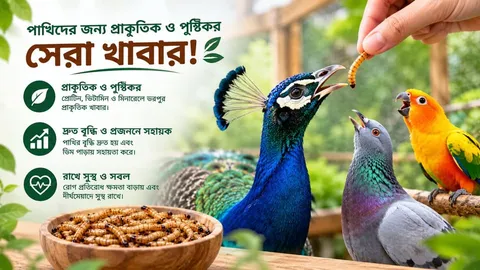 পাখিদের জন্য প্রাকৃতিক ও পুষ্টিকর
সেরা খাবার!
প্রাকৃতিক ও পুষ্টিকর
প্রোটিন, ভিটামিন ও মিনারেলে ভরপুর
প্রাকৃতিক খাবার।
দ্রুত বৃদ্ধি ও প্রজননে সহায়ক
পাখির বৃদ্ধি দ্রুত হয় এবং
ডিম পাড়ায় সহায়তা করে।
রাখে সুস্থ ও সবল
রোগ প্রতিরোধ ক্ষমতা বাড়ায় এবং
দীর্ঘমেয়াদে সুস্থ রাখে।